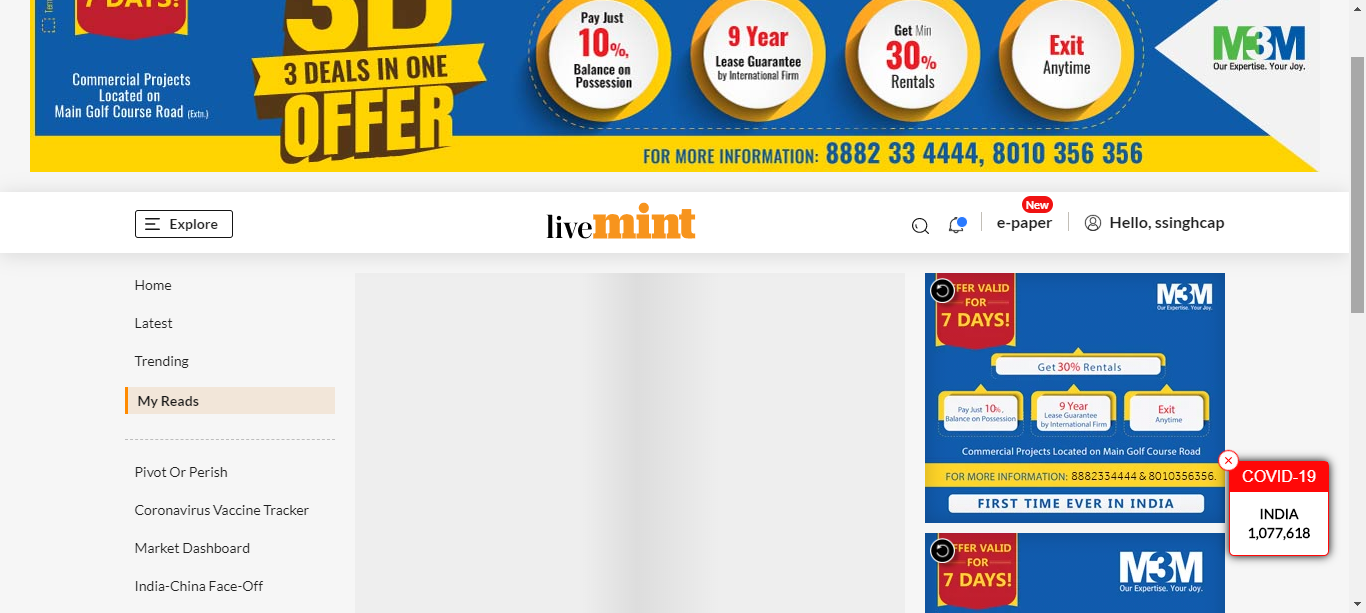 7 DAYS!
3D
3 DEALS IN ONE
OFFER
Commercial Projects
Located on
Main Golf Course Road (Extn.)
Pay Just
10%,
Balance on
Possession
9 Year
Lease Guarantee
by International Firm
Get Min
30%
Rentals
Exit
Anytime
M3M
Our Expertise. Your Joy.
FOR MORE INFORMATION: 8882 33 4444, 8010 356 356
Explore
livemint
New
e-paper
Hello, ssinghcap
Home
Latest
Trending
My Reads
Pivot Or Perish
Coronavirus Vaccine Tracker
Market Dashboard
India-China Face-Off
FER VALID
FOR
7 DAYS!
M3M
Our Expertise. Your Joy.
Get 30% Rentals
Pay Just 10%,
Balance on Possession
9 Year
Lease Guarantee
by International Firm
Exit
Anytime
Commercial Projects Located on Main Golf Course Road
FOR MORE INFORMATION: 8882334444 & 8010356356.
FIRST TIME EVER IN INDIA
COVID-19
INDIA
1,077,618
FER VALID
FOR
7 DAYS!
M3M
Our Expertise. Your Joy.